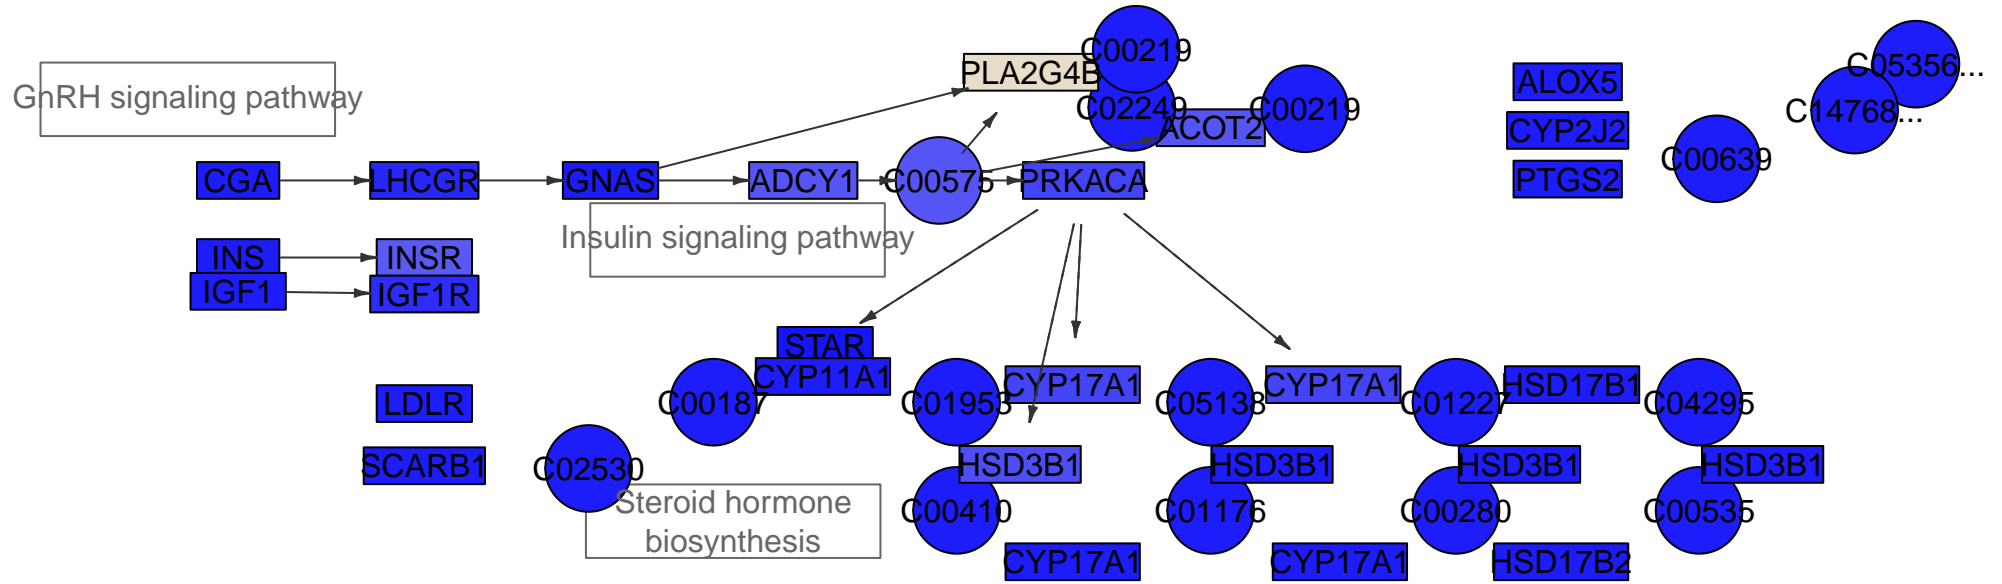 C00219
C05356...
PLA2G4B
GnRH signaling pathway
ALOX5
C02249
C00219
C14768...
ACOT2
CYP2J2
C00639
CGA
LHCGR
GNAS
ADCY1
C00575
PRKACA
PTGS2
Insulin signaling pathway
INS
INSR
IGF1
IGF1R
STAR
CYP11A1
CYP17A1
CYP17A1
HSD17B1
LDLR
C00187
C01953
C05138
C01227
C04295
SCARB1
C02530
HSD3B1
HSD3B1
HSD3B1
HSD3B1
Steroid hormone
biosynthesis
C00410
C01176
C00280
C00535
CYP17A1
CYP17A1
HSD17B2